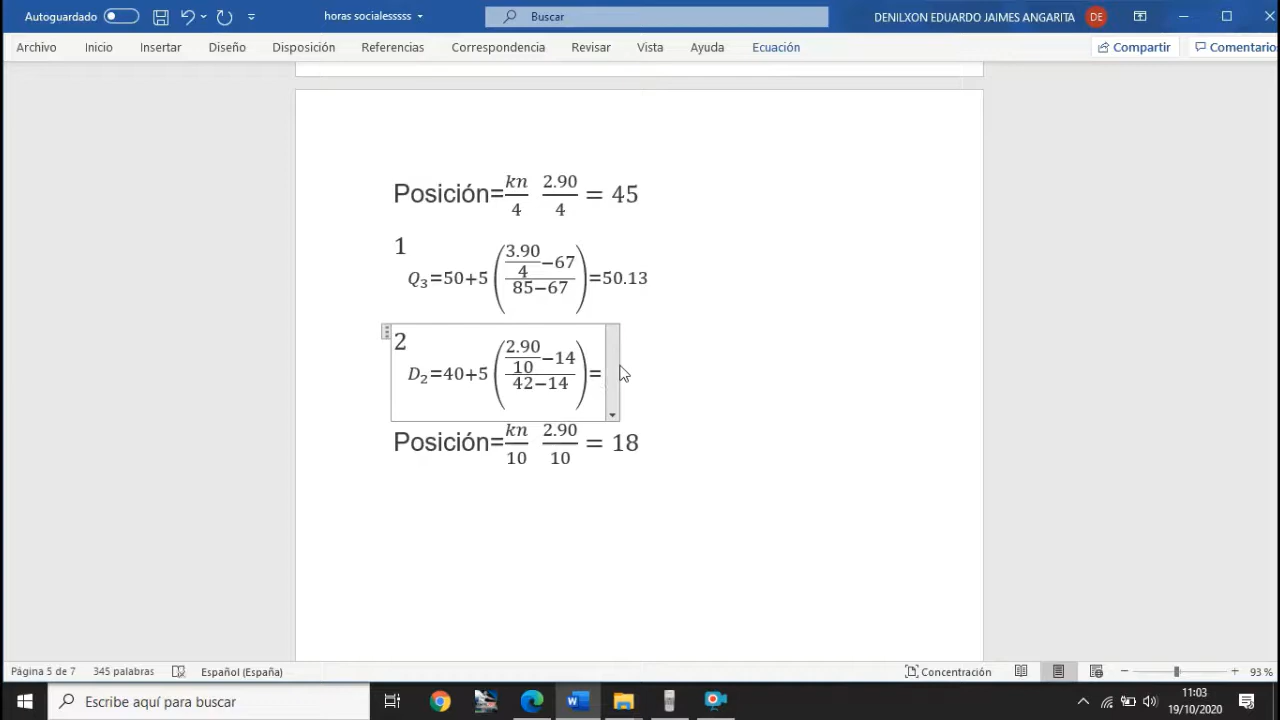 Autoguardado
horas socialesssss
Buscar
DENILXON EDUARDO JAIMES ANGARITA
DE
Archivo Inicio Insertar Diseño Disposición Referencias Correspondencia Revisar Vista Ayuda Ecuación
Compartir
Comentario
Posición=kn/4 2.90/4 = 45
1
Q₃=50+5((3.90/4−67)/(85−67))=50.13
2
D₂=40+5((2.90/10−14)/(42−14))=
Posición=kn/10 2.90/10 = 18
Página 5 de 7 345 palabras Español (España)
Concentración
93 %
Escribe aquí para buscar
11:03
19/10/2020